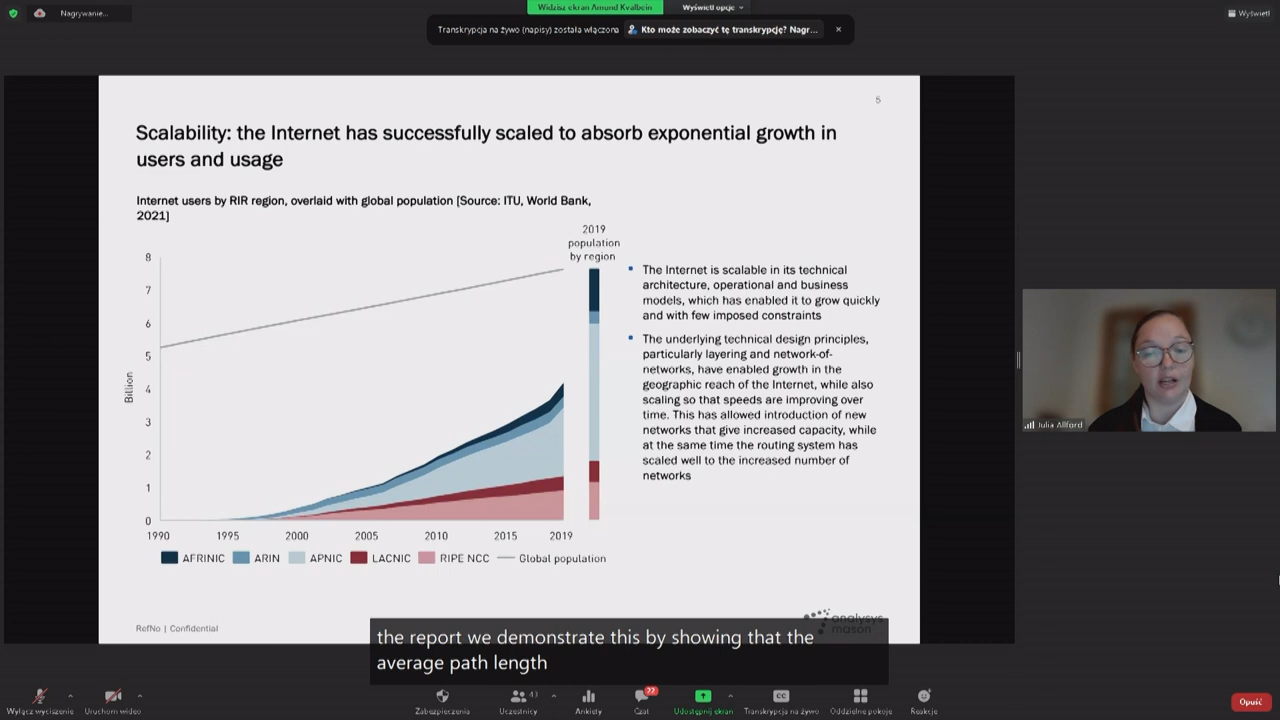 Nagrywanie...
Widzisz ekran Amund Kvalbein
Wyświetl opcje
Wyświetl
Transkrypcja na żywo (napisy) została włączona
Kto może zobaczyć tę transkrypcję? Nagr...
5
Scalability: the Internet has successfully scaled to absorb exponential growth in
users and usage
Internet users by RIR region, overlaid with global population [Source: ITU, World Bank,
2021]
2019
population
by region
8
7
6
5
4
3
2
1
0
Billion
1990
1995
2000
2005
2010
2015
2019
AFRINIC
ARIN
APNIC
LACNIC
RIPE NCC
Global population
• The Internet is scalable in its technical
architecture, operational and business
models, which has enabled it to grow quickly
and with few imposed constraints
• The underlying technical design principles,
particularly layering and network-of-
networks, have enabled growth in the
geographic reach of the Internet, while also
scaling so that speeds are improving over
time. This has allowed introduction of new
networks that give increased capacity, while
at the same time the routing system has
scaled well to the increased number of
networks
Julia Allford
RefNo | Confidential
analysys
mason
the report we demonstrate this by showing that the
average path length
Wyłącz wyciszenie
Uruchom wideo
Zabezpieczenia
Uczestnicy
43
Ankiety
Czat
22
Udostępnij ekran
CC
Transkrypcja na żywo
Oddzielne pokoje
Reakcje
Opuść